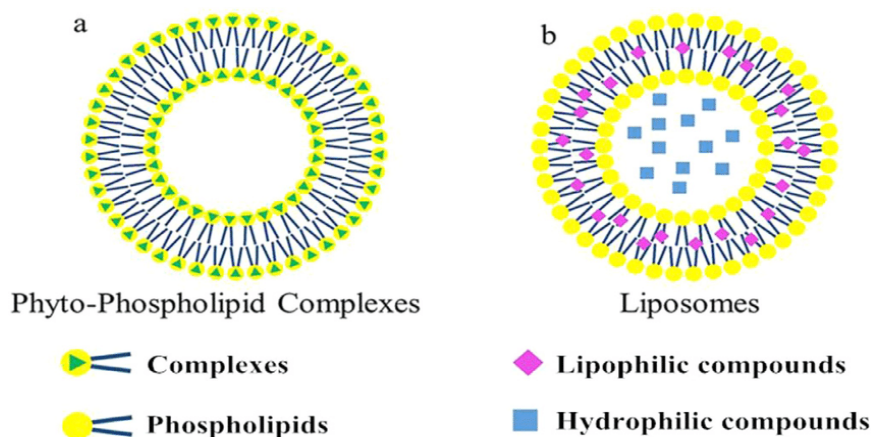 a
b
Phyto-Phospholipid Complexes
Liposomes
Complexes
Lipophilic compounds
Phospholipids
Hydrophilic compounds